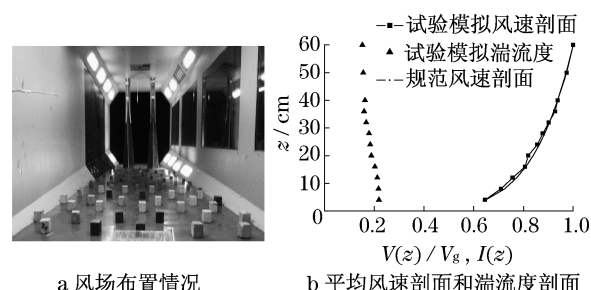 试验模拟风速剖面
试验模拟湍流度
规范风速剖面
z/cm
60
50
40
30
20
10
0
0.2
0.4
0.6
0.8
1.0
V(z)/Vg, I(z)
a 风场布置情况
b 平均风速剖面和湍流度剖面